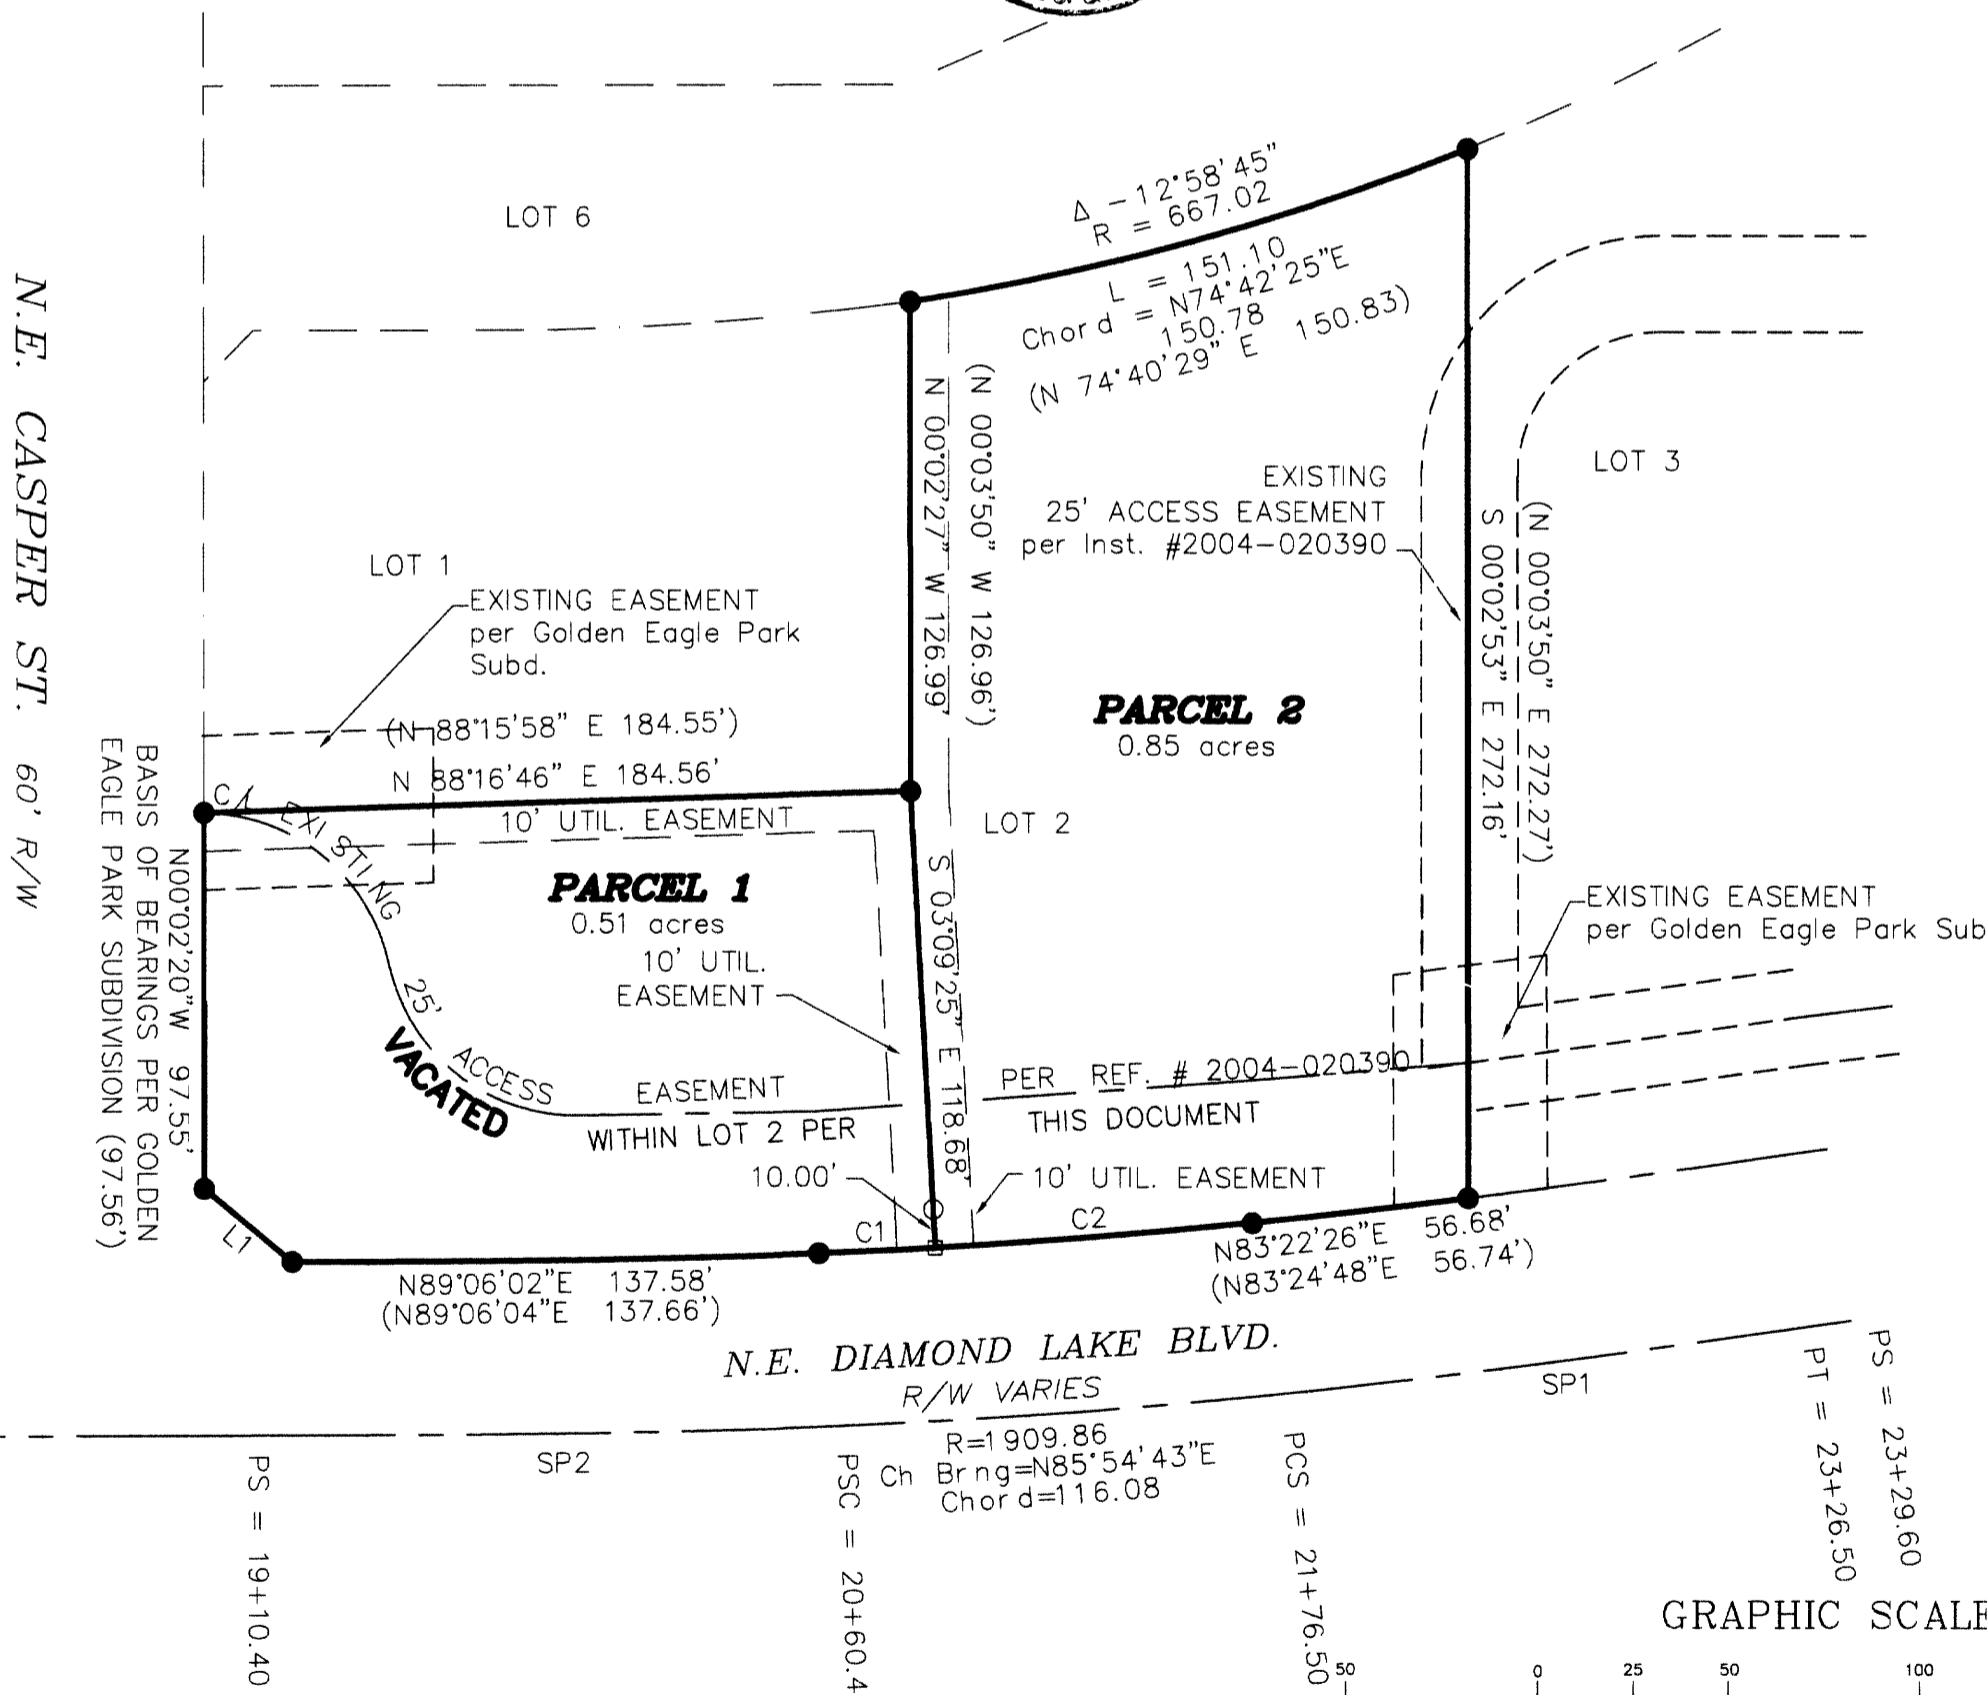 Δ -12°58'45"
R = 667.02
L = 151.10
Chord = N74°42'25"E
150.78
(N 74°40'29" E 150.83)
LOT 6
N.E. CASPER ST. 60' R/W
(N 00°03'50" W 126.96')
N 00°02'27" W 126.99'
EXISTING
25' ACCESS EASEMENT
per Inst. #2004-020390
LOT 3
(N 00°03'50" E 272.27')
S 00°02'53" E 272.16'
LOT 1
EXISTING EASEMENT
per Golden Eagle Park
Subd.
PARCEL 2
0.85 acres
(N 88°15'58" E 184.55')
N 88°16'46" E 184.56'
10' UTIL. EASEMENT
LOT 2
N00°02'20"W 97.55'
BASIS OF BEARINGS PER GOLDEN
EAGLE PARK SUBDIVISION (97.56')
EXISTING
25'
ACCESS
EASEMENT
PER REF. # 2004-020390
VACATED
WITHIN LOT 2 PER
THIS DOCUMENT
PARCEL 1
0.51 acres
10' UTIL.
EASEMENT
S 03°09'25" E 118.68'
EXISTING EASEMENT
per Golden Eagle Park Sub
10.00'
10' UTIL. EASEMENT
C1
C2
L1
N83°22'26"E 56.68'
(N83°24'48"E 56.74')
N89°06'02"E 137.58'
(N89°06'04"E 137.66')
N.E. DIAMOND LAKE BLVD.
R/W VARIES
SP1
SP2
R=1909.86
Ch Brng=N85°54'43"E
Chord=116.08
PS = 19+10.40
PSC = 20+60.4
PCS = 21+76.50
PT = 23+26.50
PS = 23+29.60
GRAPHIC SCALE
50 0 25 50 100